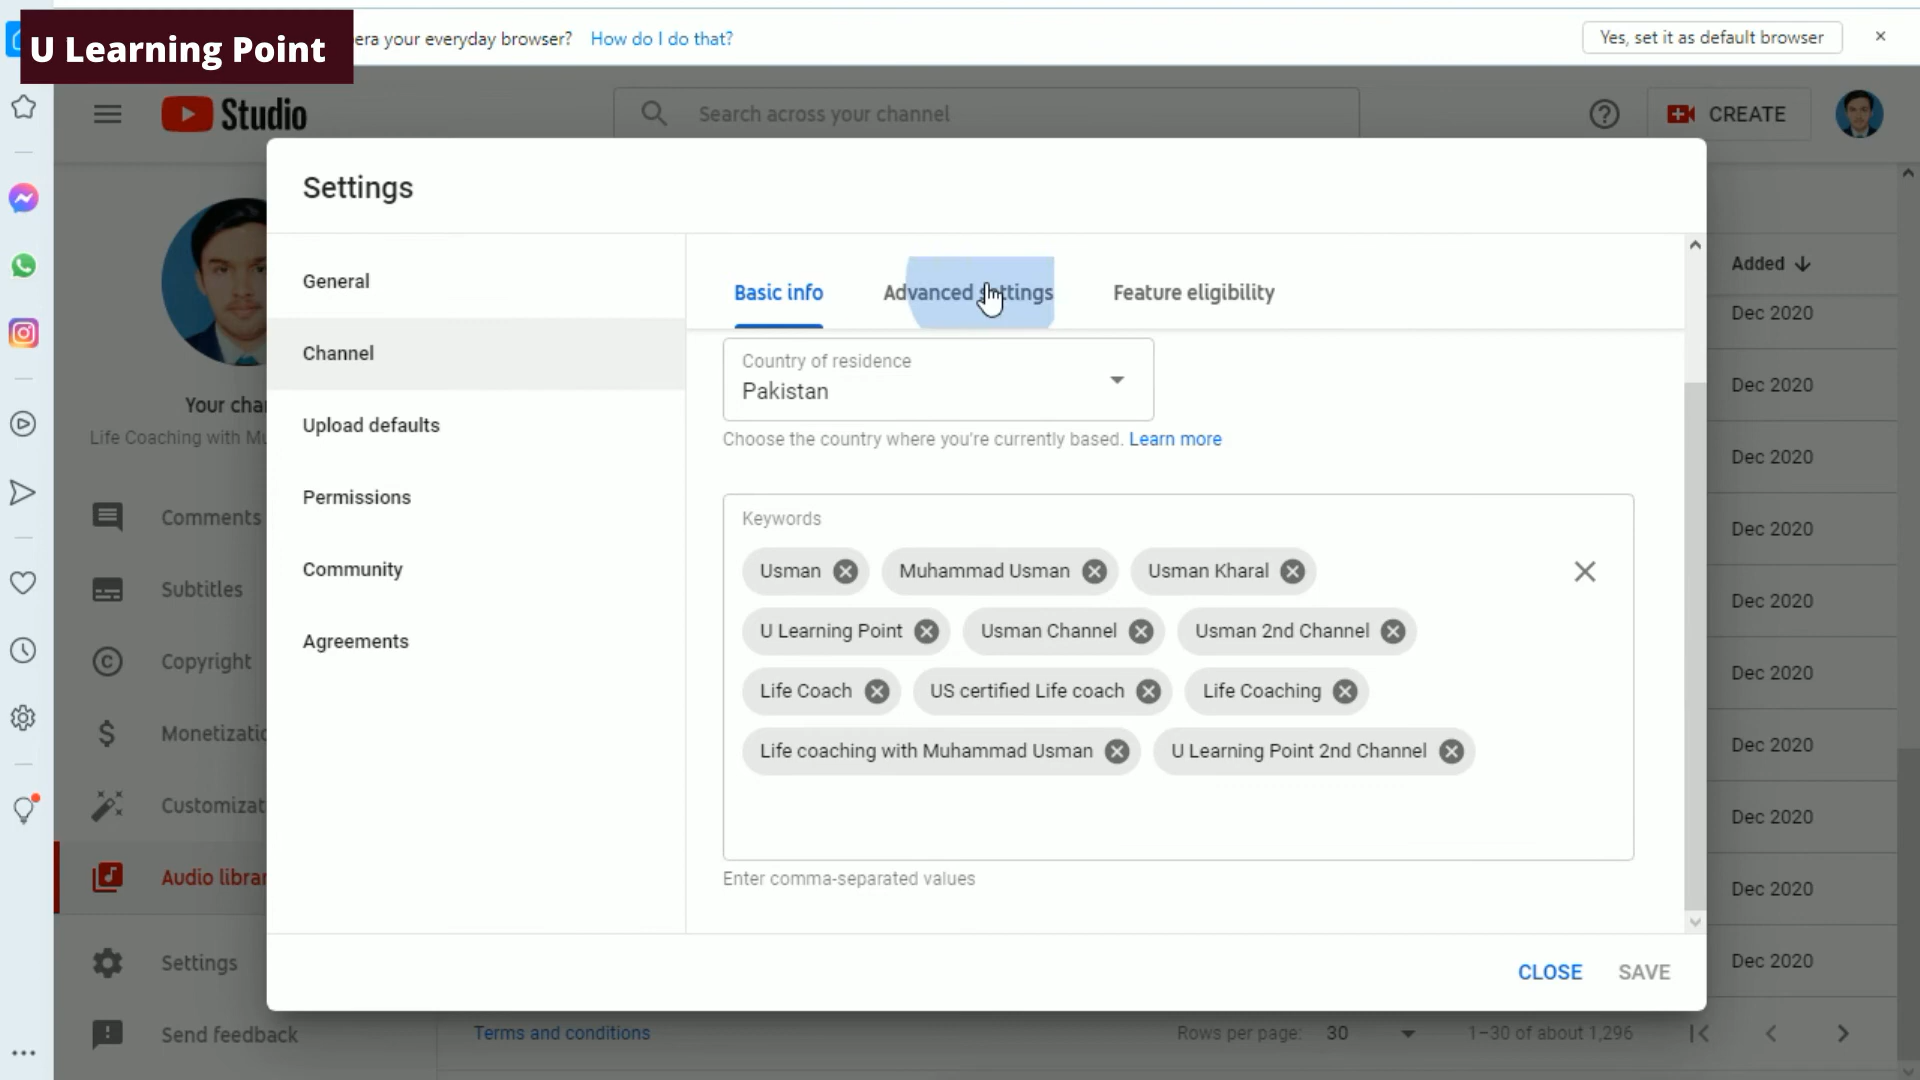 U Learning Point
era your everyday browser? How do I do that?
Yes, set it as default browser
Studio
Search across your channel
CREATE
Settings
General
Channel
Upload defaults
Permissions
Community
Agreements
Basic info
Advanced settings
Feature eligibility
Country of residence
Pakistan
Choose the country where you're currently based. Learn more
Keywords
Usman
Muhammad Usman
Usman Kharal
U Learning Point
Usman Channel
Usman 2nd Channel
Life Coach
US certified Life coach
Life Coaching
Life coaching with Muhammad Usman
U Learning Point 2nd Channel
Enter comma-separated values
CLOSE
SAVE
Your cha
Life Coaching with Mu
Comments
Subtitles
Copyright
Monetizatio
Customizat
Audio librar
Settings
Send feedback
Added
Dec 2020
Dec 2020
Dec 2020
Dec 2020
Dec 2020
Dec 2020
Dec 2020
Dec 2020
Dec 2020
Dec 2020
Terms and conditions
Rows per page: 30
1–30 of about 1,296